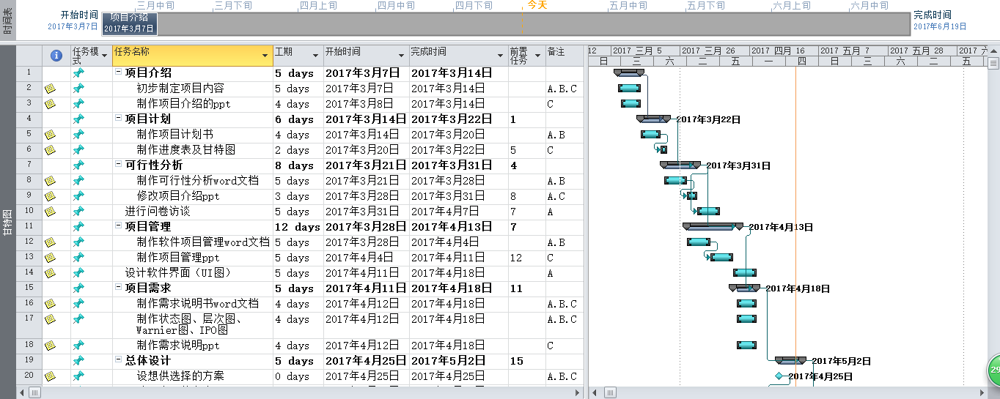 时间表
三月中旬 三月下旬 四月上旬 四月中旬 四月下旬 今天 五月中旬 五月下旬 六月上旬 六月中旬
开始时间 2017年3月7日
项目介绍 2017年3月7日
完成时间 2017年6月19日
甘特图
任务模式 任务名称 工期 开始时间 完成时间 前置任务 备注
12 2017 三月 5 2017 三月 26 2017 四月 16 2017 五月 7 2017 五月 28 2017 六
日 三 六 二 五 一 四 日 三 六 二 五
1 项目介绍 5 days 2017年3月7日 2017年3月14日
2 初步制定项目内容 5 days 2017年3月7日 2017年3月14日 A.B.C
3 制作项目介绍的ppt 4 days 2017年3月8日 2017年3月14日 C
4 项目计划 6 days 2017年3月14日 2017年3月22日 1 2017年3月22日
5 制作项目计划书 4 days 2017年3月14日 2017年3月20日 A.B
6 制作进度表及甘特图 2 days 2017年3月20日 2017年3月22日 5 C
7 可行性分析 8 days 2017年3月21日 2017年3月31日 4 2017年3月31日
8 制作可行性分析word文档 5 days 2017年3月21日 2017年3月28日 A.B
9 修改项目介绍ppt 3 days 2017年3月28日 2017年3月31日 8 A.C
10 进行问卷访谈 5 days 2017年3月31日 2017年4月7日 7 A
11 项目管理 12 days 2017年3月28日 2017年4月13日 7 2017年4月13日
12 制作软件项目管理word文档 5 days 2017年3月28日 2017年4月4日 A.B
13 制作项目管理ppt 5 days 2017年4月4日 2017年4月11日 12 C
14 设计软件界面（UI图） 5 days 2017年4月11日 2017年4月18日 A
15 项目需求 5 days 2017年4月11日 2017年4月18日 11 2017年4月18日
16 制作需求说明书word文档 4 days 2017年4月12日 2017年4月18日 A.B.C
17 制作状态图、层次图、 4 days 2017年4月12日 2017年4月18日 A.B.C
Warnier图、IPO图
18 制作需求说明ppt 4 days 2017年4月12日 2017年4月18日 C
19 总体设计 5 days 2017年4月25日 2017年5月2日 15 2017年5月2日
20 设想供选择的方案 0 days 2017年4月25日 2017年4月25日 A.B.C 2017年4月25日